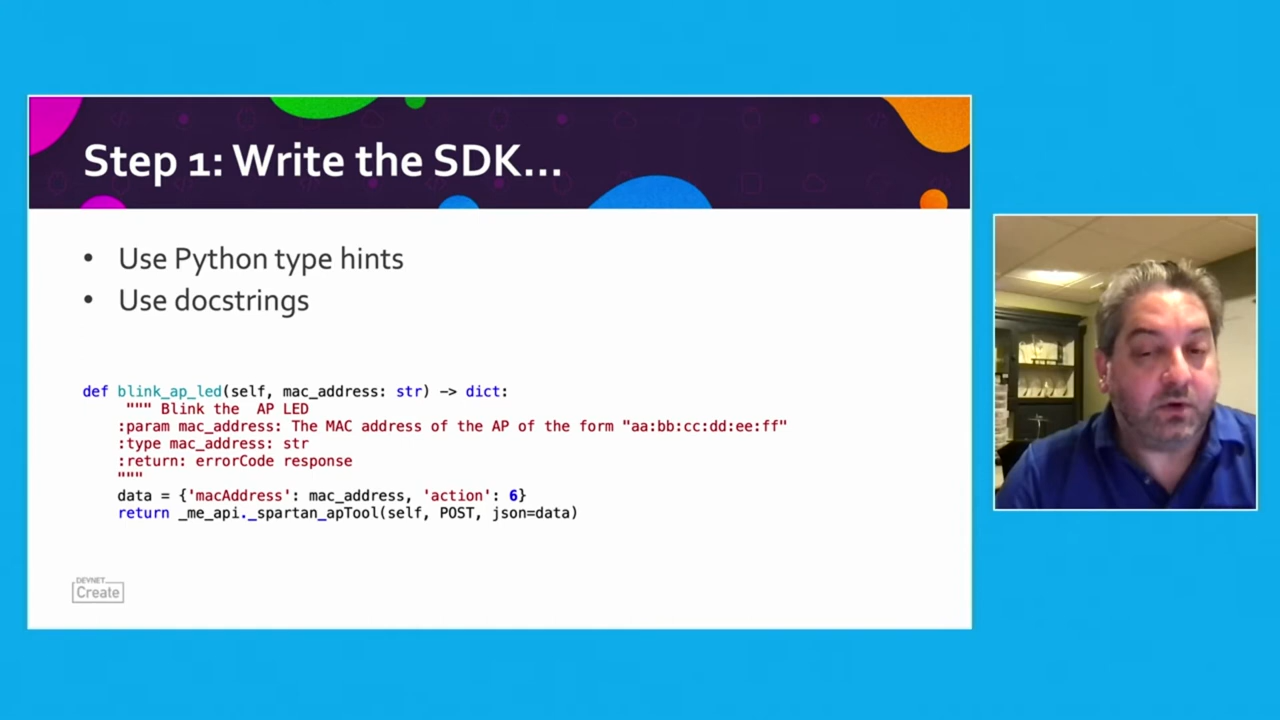 Step 1: Write the SDK...
• Use Python type hints
• Use docstrings
def blink_ap_led(self, mac_address: str) -> dict:
""" Blink the  AP LED
:param mac_address: The MAC address of the AP of the form "aa:bb:cc:dd:ee:ff"
:type mac_address: str
:return: errorCode response
"""
data = {'macAddress': mac_address, 'action': 6}
return _me_api._spartan_apTool(self, POST, json=data)
DEVNET
Create